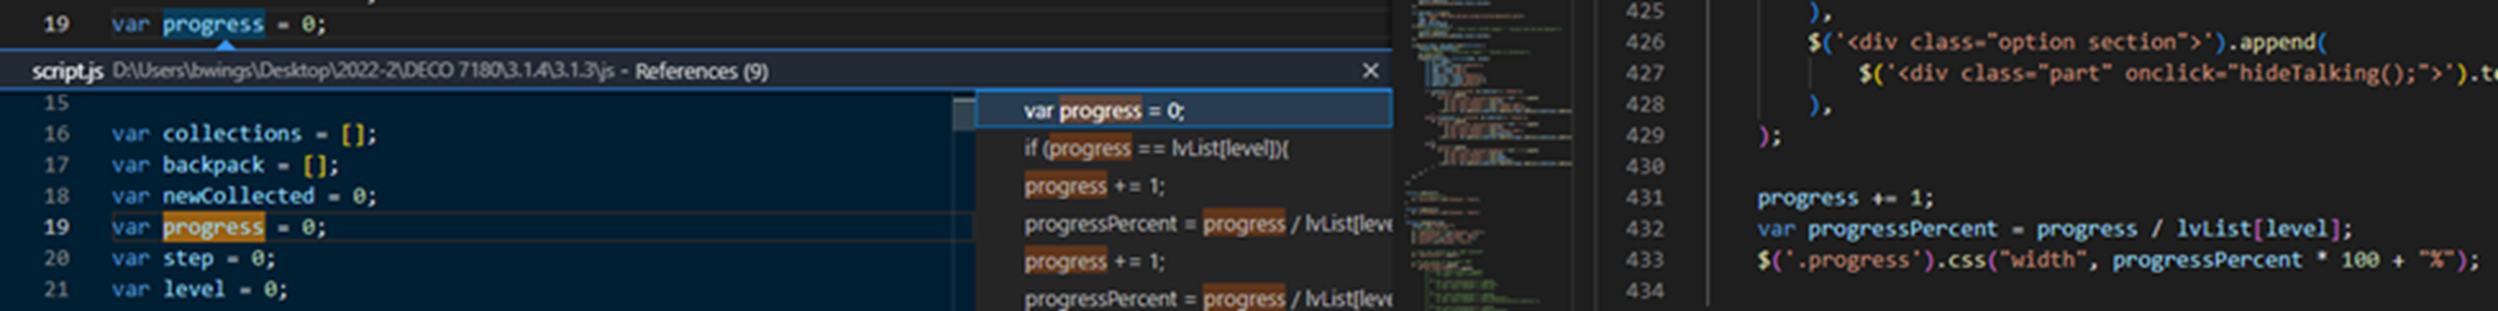 19 var progress = 0;
script.js D:\Users\bwings\Desktop\2022-2\DECO 7180\3.1.4\3.1.3\js - References (9)
15
16 var collections = [];
17 var backpack = [];
18 var newCollected = 0;
19 var progress = 0;
20 var step = 0;
21 var level = 0;
var progress = 0;
if (progress == lvList[level]){
progress += 1;
progressPercent = progress / lvList[leve
progress += 1;
progressPercent = progress / lvList[leve
425 ),
426 $('<div class="option section">').append(
427 $('<div class="part" onclick="hideTalking();">').t
428 ),
429 );
430
431 progress += 1;
432 var progressPercent = progress / lvList[level];
433 $('.progress').css("width", progressPercent * 100 + "%");
434